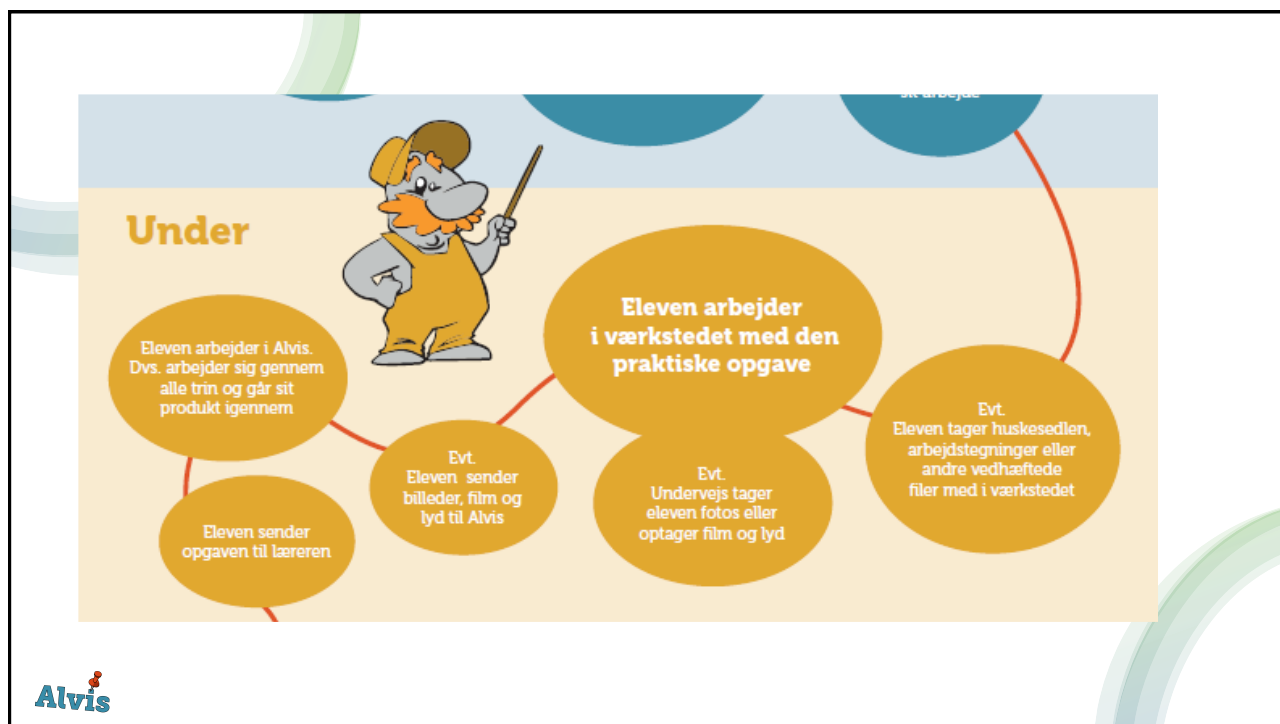 sk arbejde
Under
Eleven arbejder
i værkstedet med den
praktiske opgave
Eleven arbejder i Alvis.
Dvs. arbejder sig gennem
alle trin og går sit
produkt igennem
Evt.
Eleven tager huskesedlen,
arbejdstegninger eller
andre vedhæftede
filer med i værkstedet
Evt.
Eleven sender
billeder, film og
lyd til Alvis
Evt.
Undervejs tager
eleven fotos eller
optager film og lyd
Eleven sender
opgaven til læreren
Alvis